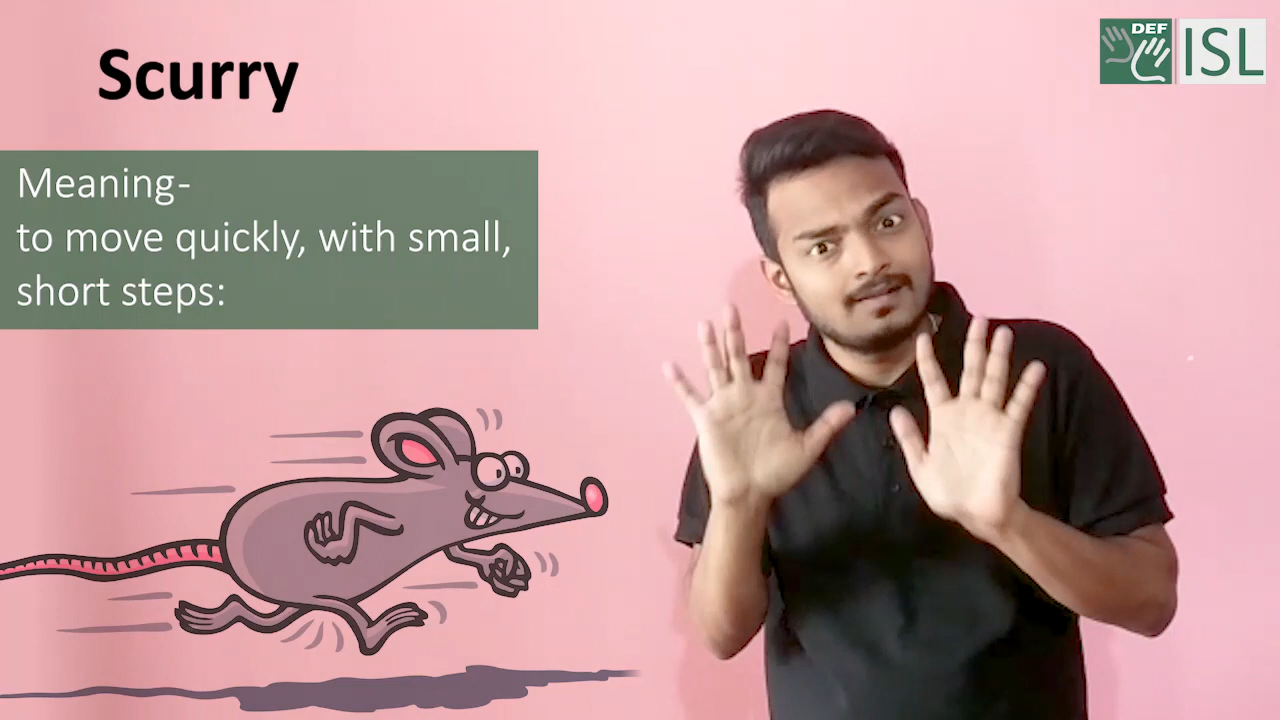 Scurry
Meaning-
to move quickly, with small,
short steps:
DEF
ISL